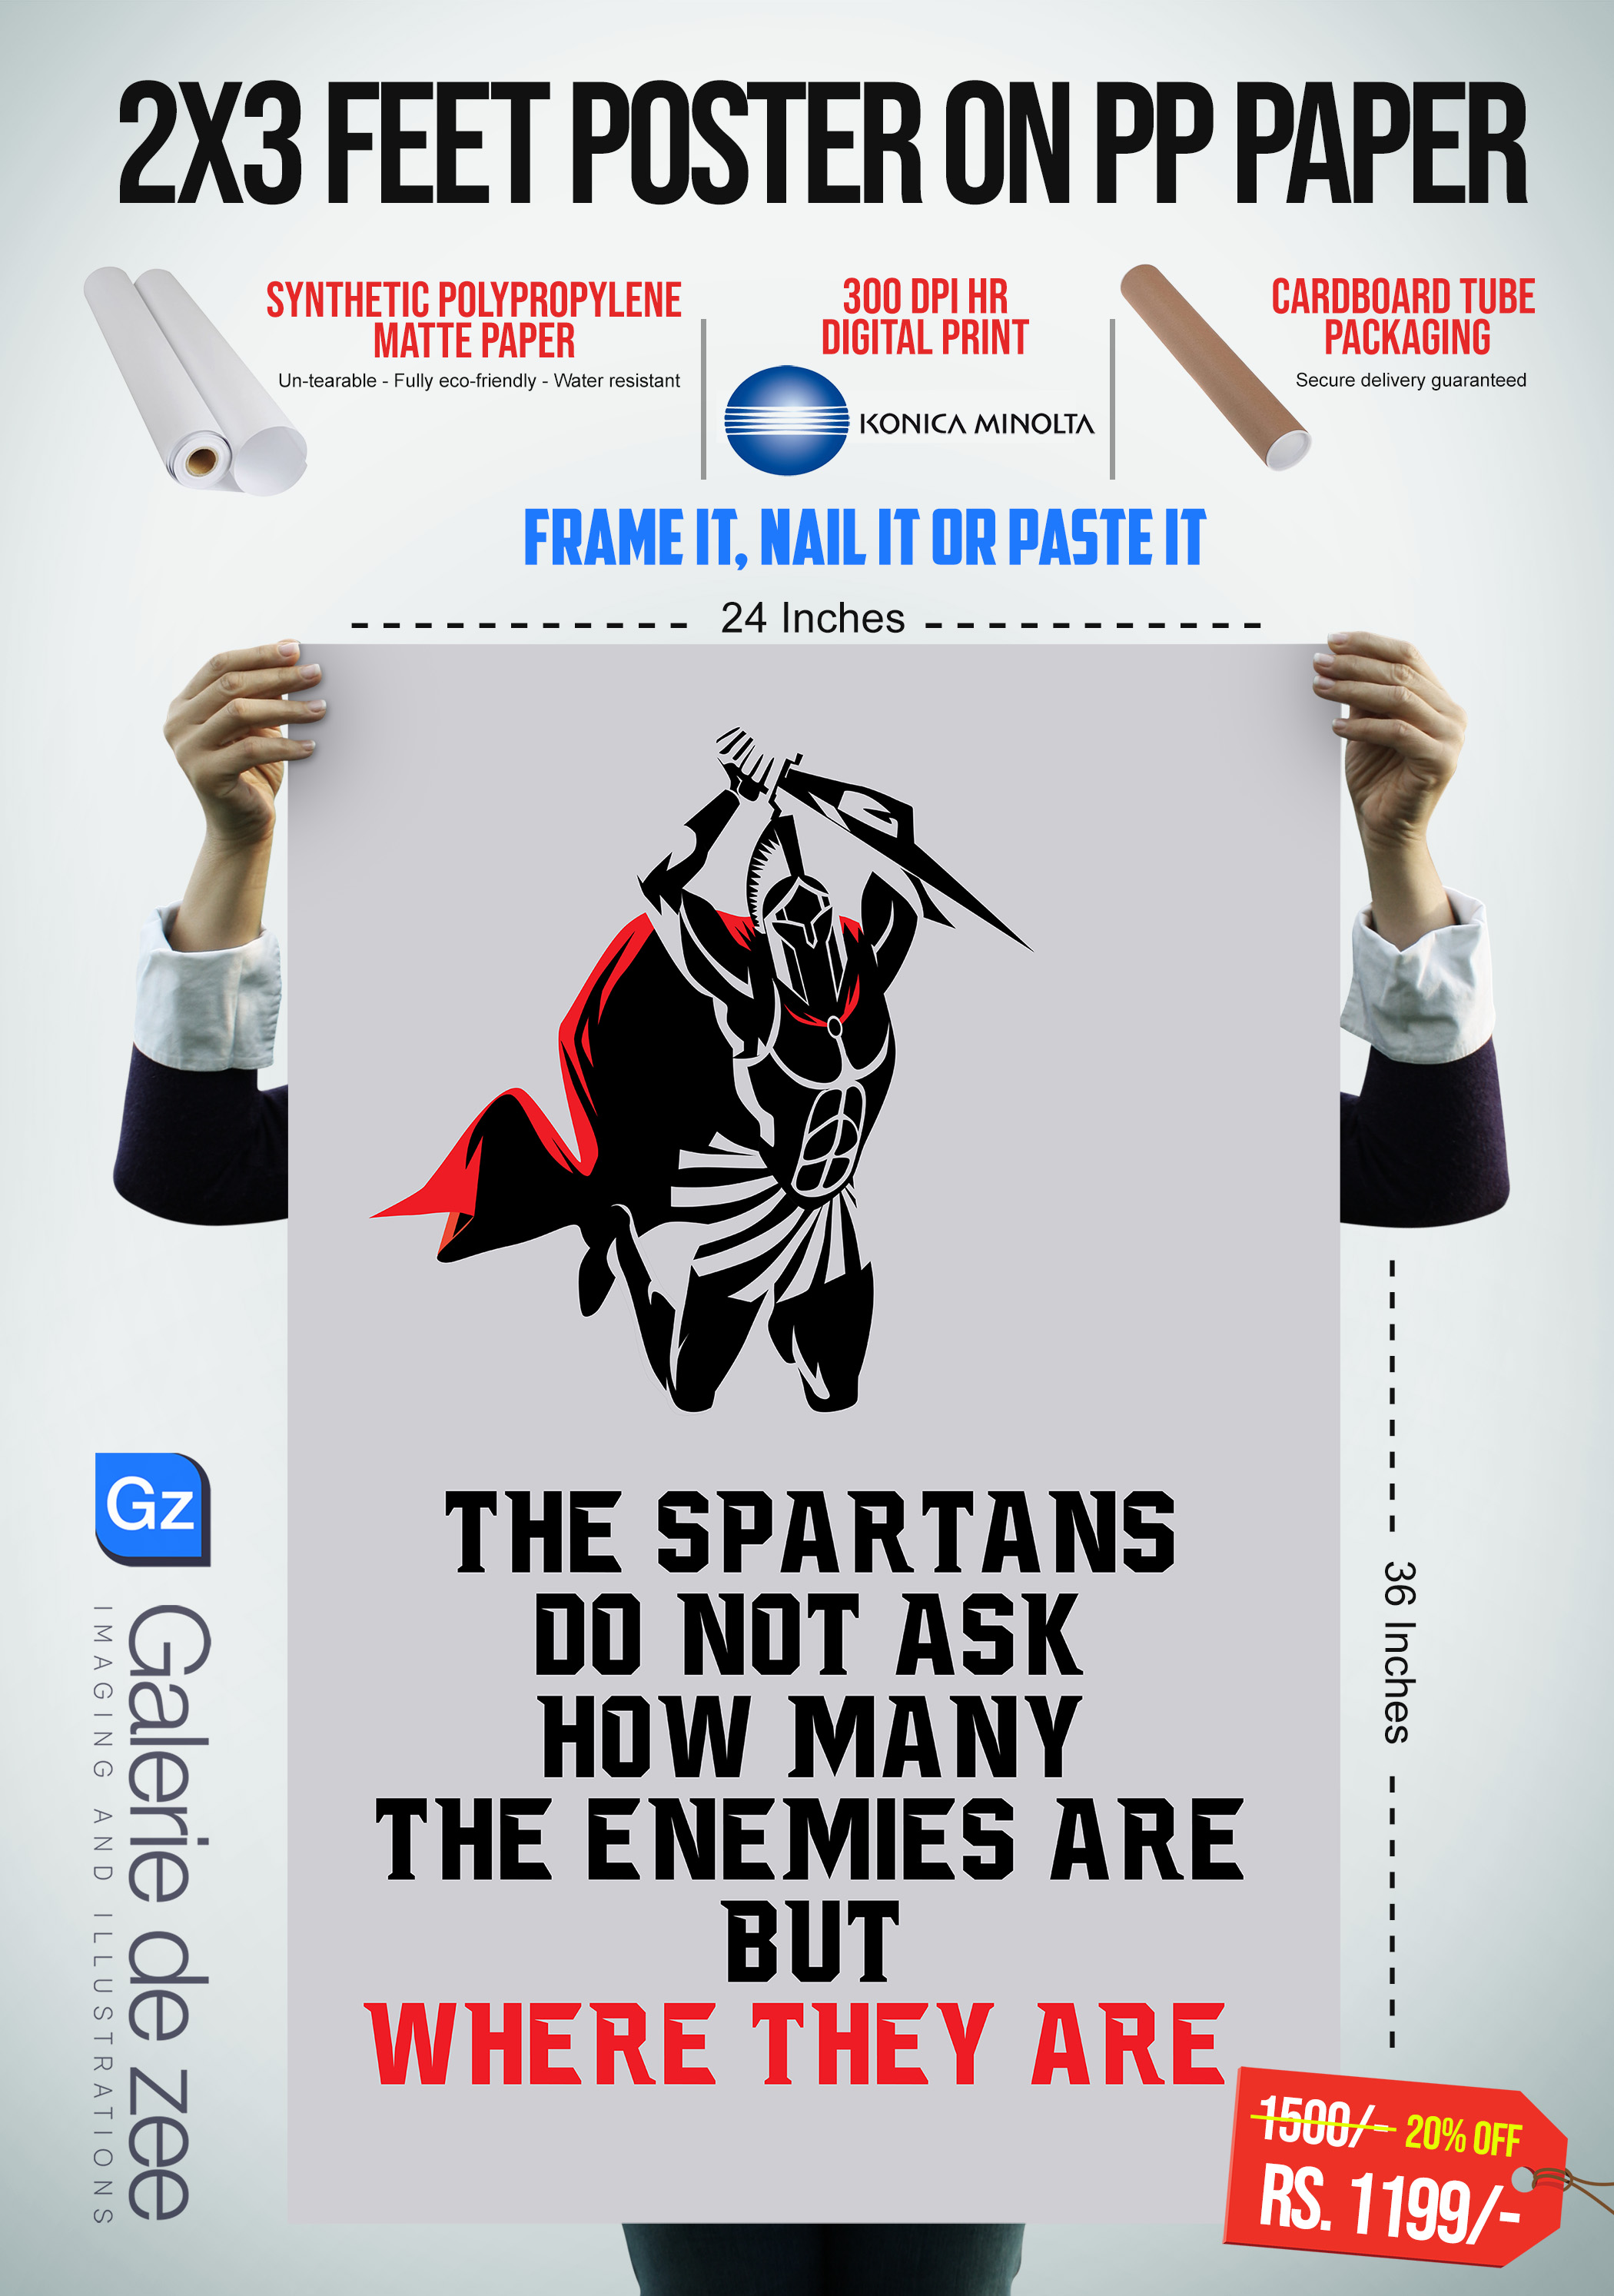 2X3 FEET POSTER ON PP PAPER
SYNTHETIC POLYPROPYLENE
MATTE PAPER
Un-tearable - Fully eco-friendly - Water resistant
300 DPI HR
DIGITAL PRINT
KONICA MINOLTA
CARDBOARD TUBE
PACKAGING
Secure delivery guaranteed
FRAME IT, NAIL IT OR PASTE IT
24 Inches
THE SPARTANS
DO NOT ASK
HOW MANY
THE ENEMIES ARE
BUT
WHERE THEY ARE
36 Inches
Gz
Galerie de zee
IMAGING AND ILLUSTRATIONS
1500/- 20% OFF
RS. 1199/-